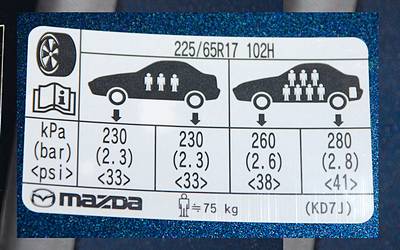 225/65R17 102H
kPa 230 230 260 280
(bar) (2.3) (2.3) (2.6) (2.8)
<psi> <33> <33> <38> <41>
mazda ≒75 kg (KD7J)